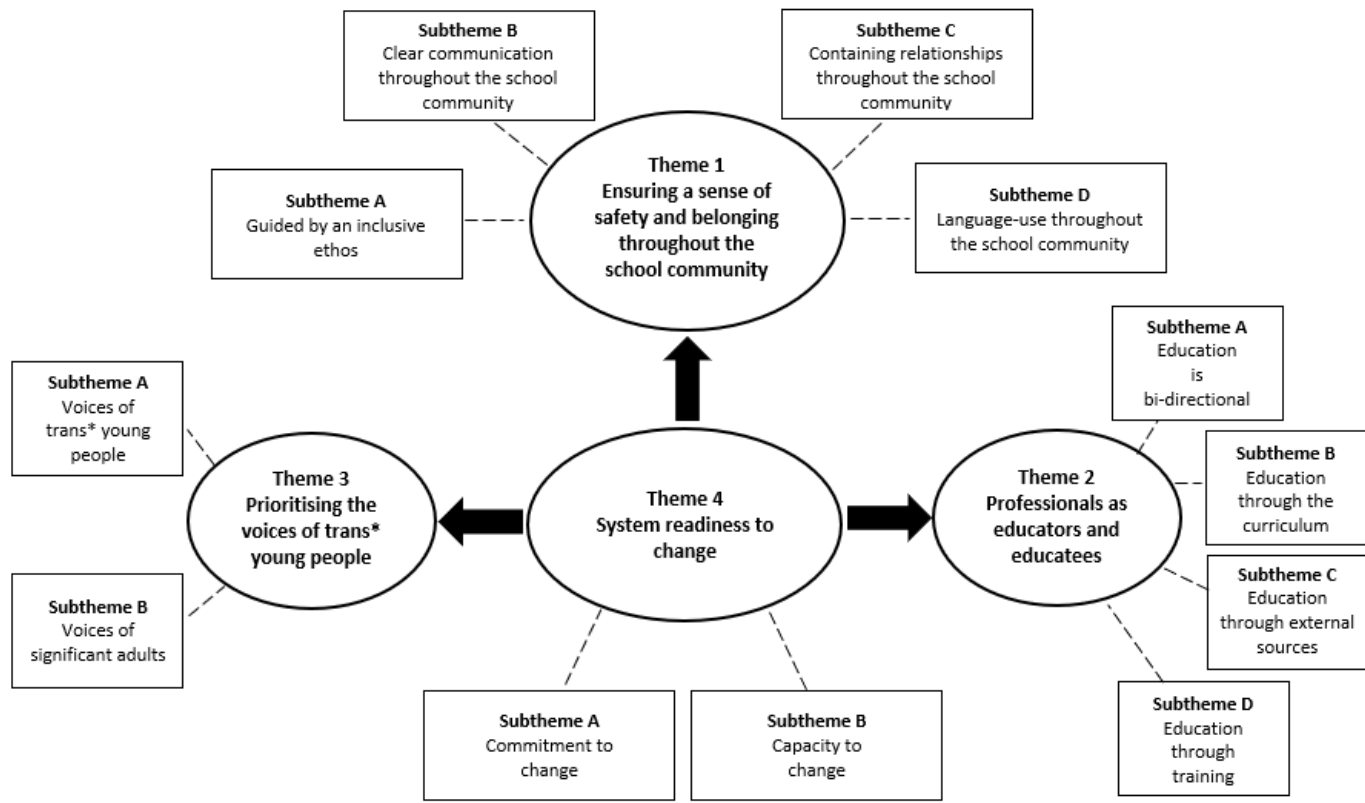 Subtheme B
Clear communication
throughout the school
community
Subtheme C
Containing relationships
throughout the school
community
Subtheme A
Guided by an inclusive
ethos
Theme 1
Ensuring a sense of
safety and belonging
throughout the
school community
Subtheme D
Language-use throughout
the school community
Subtheme A
Voices of
trans* young
people
Subtheme B
Voices of
significant adults
Theme 3
Prioritising the
voices of trans*
young people
Theme 4
System readiness to
change
Subtheme A
Commitment to
change
Subtheme B
Capacity to
change
Theme 2
Professionals as
educators and
educatees
Subtheme A
Education
is
bi-directional
Subtheme B
Education
through the
curriculum
Subtheme C
Education
through external
sources
Subtheme D
Education
through
training